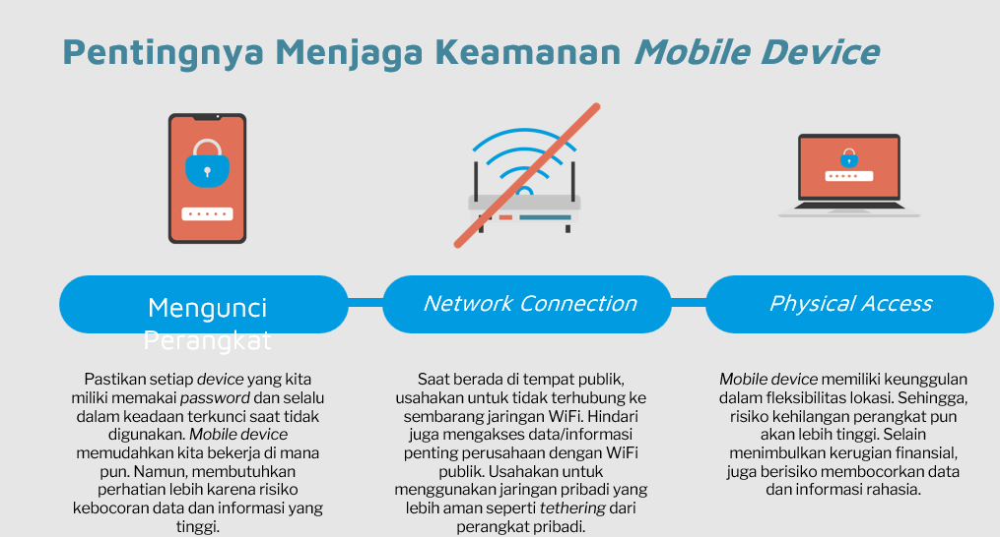 Pentingnya Menjaga Keamanan Mobile Device
Mengunci
Perangkat
Network Connection
Physical Access
Pastikan setiap device yang kita
miliki memakai password dan selalu
dalam keadaan terkunci saat tidak
digunakan. Mobile device
memudahkan kita bekerja di mana
pun. Namun, membutuhkan
perhatian lebih karena risiko
kebocoran data dan informasi yang
tinggi.
Saat berada di tempat publik,
usahakan untuk tidak terhubung ke
sembarang jaringan WiFi. Hindari
juga mengakses data/informasi
penting perusahaan dengan WiFi
publik. Usahakan untuk
menggunakan jaringan pribadi yang
lebih aman seperti tethering dari
perangkat pribadi.
Mobile device memiliki keunggulan
dalam fleksibilitas lokasi. Sehingga,
risiko kehilangan perangkat pun
akan lebih tinggi. Selain
menimbulkan kerugian finansial,
juga berisiko membocorkan data
dan informasi rahasia.